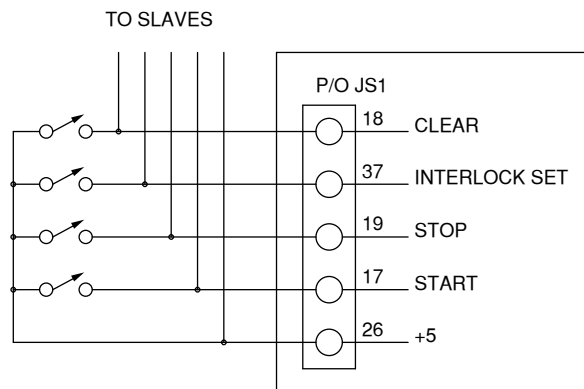 TO SLAVES
P/O JS1
18 CLEAR
37 INTERLOCK SET
19 STOP
17 START
26 +5